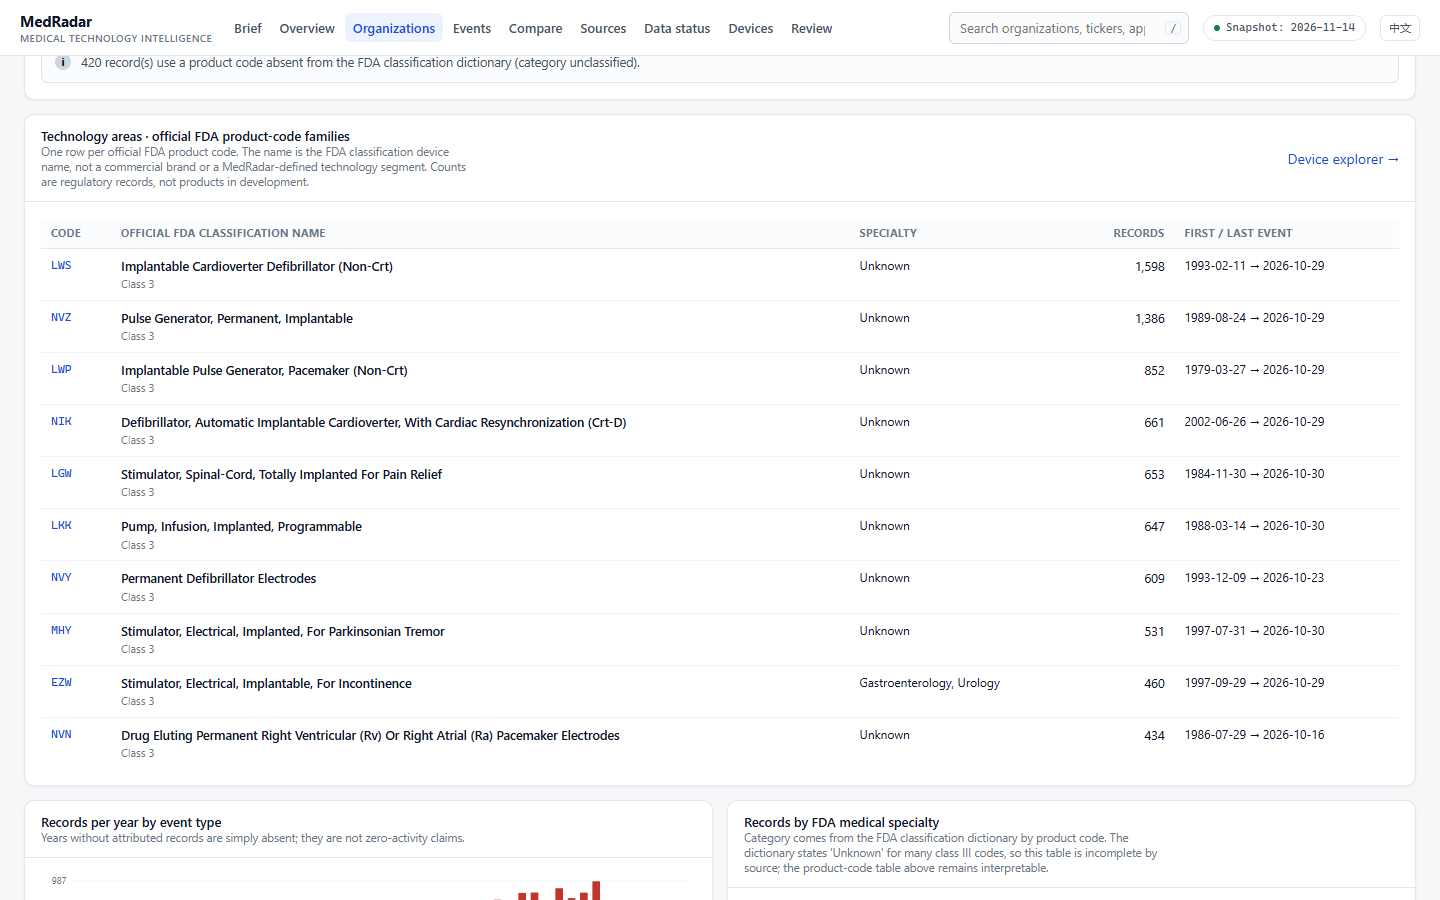 MedRadar
MEDICAL TECHNOLOGY INTELLIGENCE
Brief Overview Organizations Events Compare Sources Data status Devices Review
Search organizations, tickers, app /
Snapshot: 2026-11-14
中文
i 420 record(s) use a product code absent from the FDA classification dictionary (category unclassified).
Technology areas · official FDA product-code families
One row per official FDA product code. The name is the FDA classification device
name, not a commercial brand or a MedRadar-defined technology segment. Counts
are regulatory records, not products in development.
Device explorer →
CODE OFFICIAL FDA CLASSIFICATION NAME SPECIALTY RECORDS FIRST / LAST EVENT
LWS Implantable Cardioverter Defibrillator (Non-Crt) Unknown 1,598 1993-02-11 → 2026-10-29
Class 3
NVZ Pulse Generator, Permanent, Implantable Unknown 1,386 1989-08-24 → 2026-10-29
Class 3
LWP Implantable Pulse Generator, Pacemaker (Non-Crt) Unknown 852 1979-03-27 → 2026-10-29
Class 3
NIK Defibrillator, Automatic Implantable Cardioverter, With Cardiac Resynchronization (Crt-D) Unknown 661 2002-06-26 → 2026-10-29
Class 3
LGW Stimulator, Spinal-Cord, Totally Implanted For Pain Relief Unknown 653 1984-11-30 → 2026-10-30
Class 3
LKK Pump, Infusion, Implanted, Programmable Unknown 647 1988-03-14 → 2026-10-30
Class 3
NVY Permanent Defibrillator Electrodes Unknown 609 1993-12-09 → 2026-10-23
Class 3
MHY Stimulator, Electrical, Implanted, For Parkinsonian Tremor Unknown 531 1997-07-31 → 2026-10-30
Class 3
EZW Stimulator, Electrical, Implantable, For Incontinence Gastroenterology, Urology 460 1997-09-29 → 2026-10-29
Class 3
NVN Drug Eluting Permanent Right Ventricular (Rv) Or Right Atrial (Ra) Pacemaker Electrodes Unknown 434 1986-07-29 → 2026-10-16
Class 3
Records per year by event type
Years without attributed records are simply absent; they are not zero-activity claims.
987
Records by FDA medical specialty
Category comes from the FDA classification dictionary by product code. The
dictionary states 'Unknown' for many class III codes, so this table is incomplete by
source; the product-code table above remains interpretable.